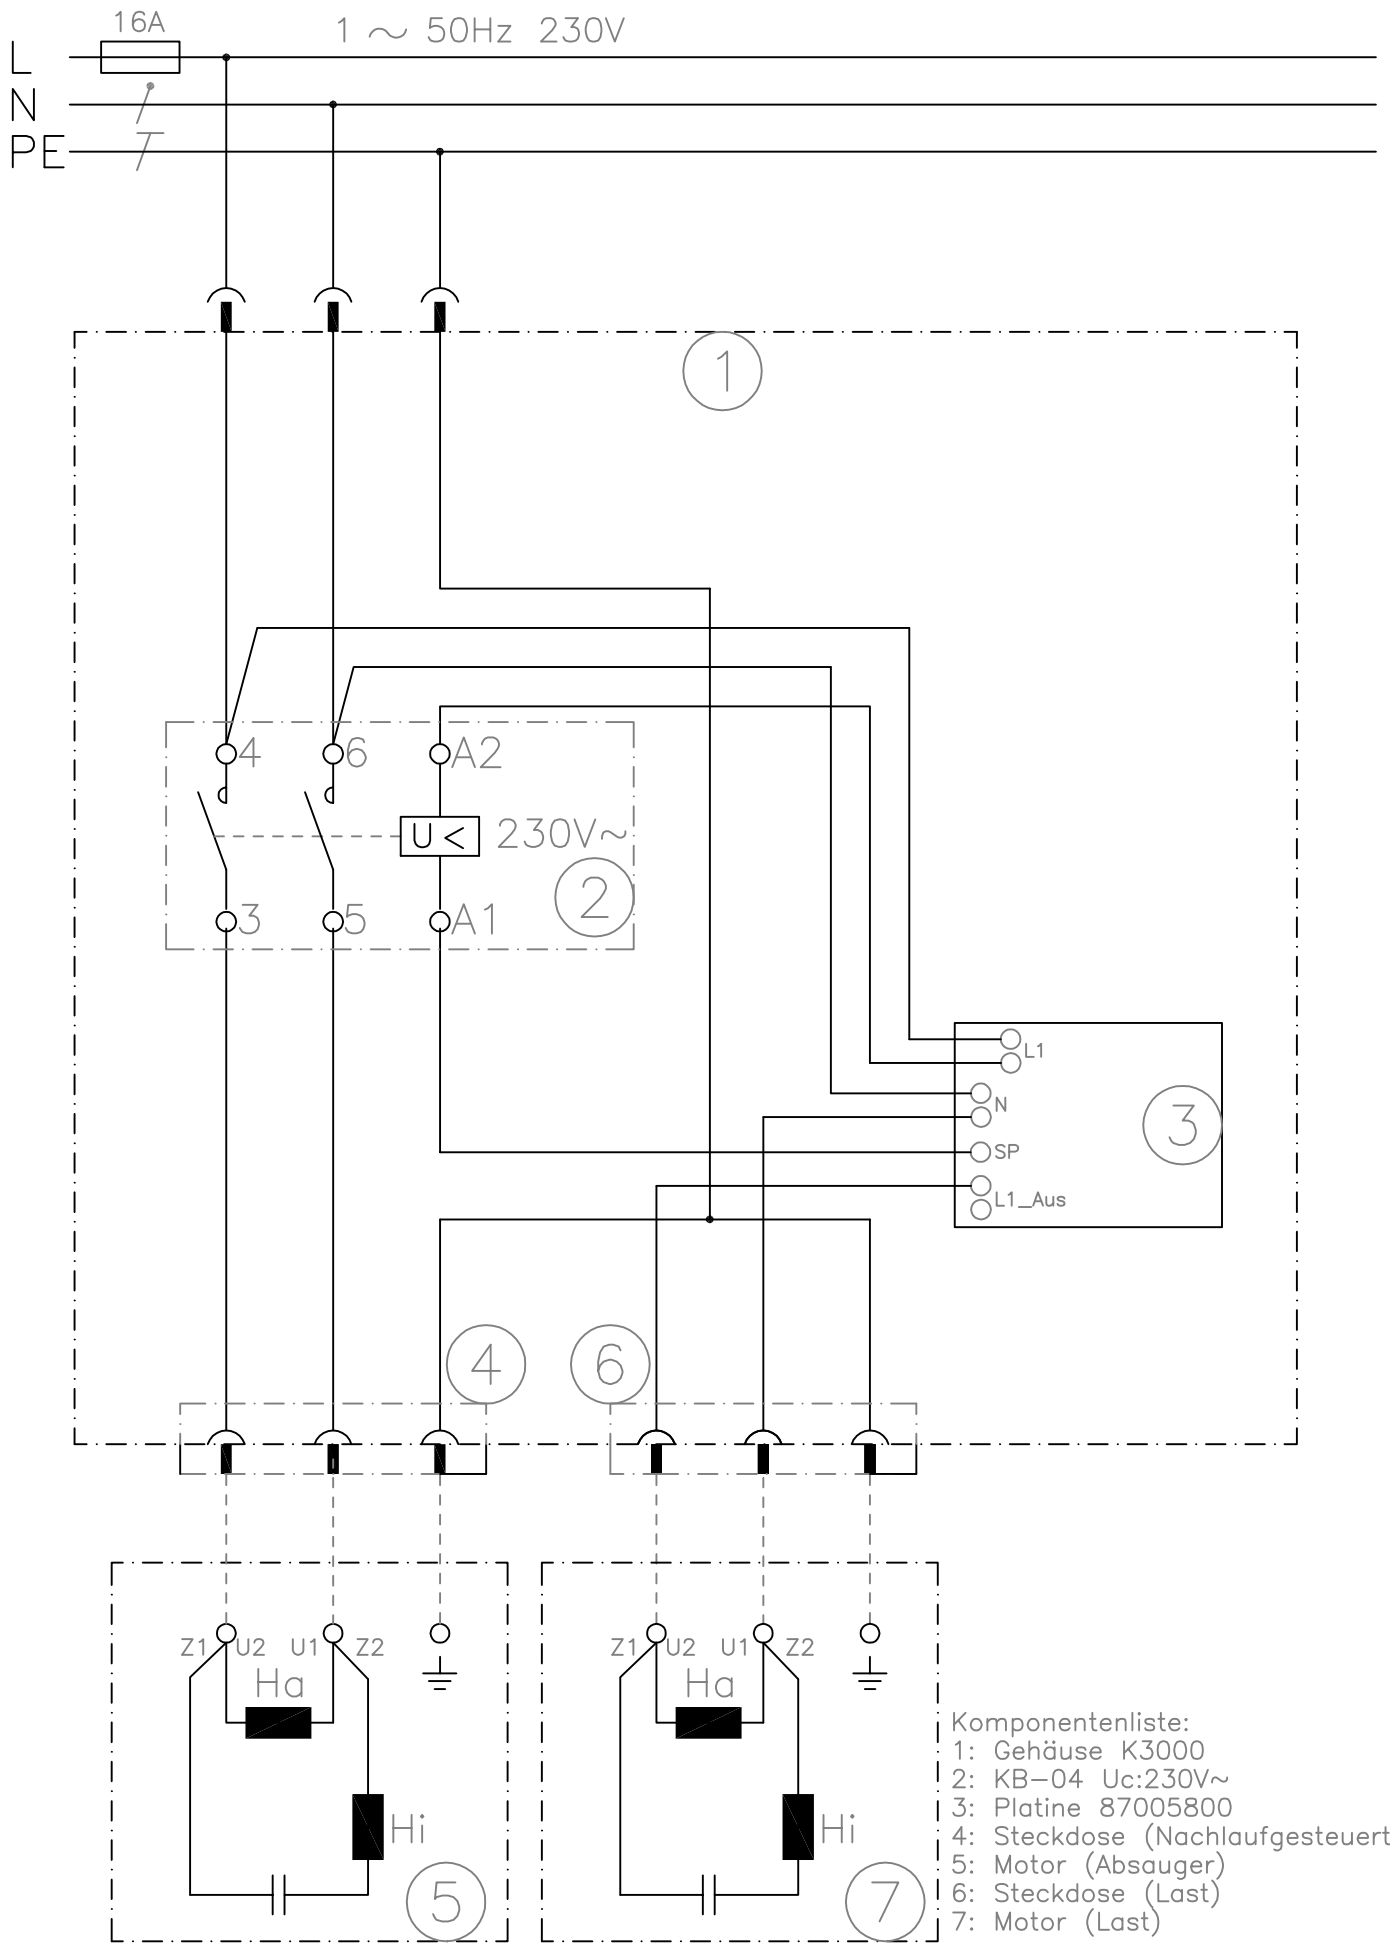 16A
1 ~ 50Hz 230V
L
N
PE
1
4 6 A2
U< 230V~
2
3 5 A1
L1
N
3
SP
L1_Aus
4 6
Z1 U2 U1 Z2
Ha
Hi
5
Z1 U2 U1 Z2
Ha
Hi
7
Komponentenliste:
1: Gehäuse K3000
2: KB-04 Uc:230V~
3: Platine 87005800
4: Steckdose (Nachlaufgesteuert
5: Motor (Absauger)
6: Steckdose (Last)
7: Motor (Last)